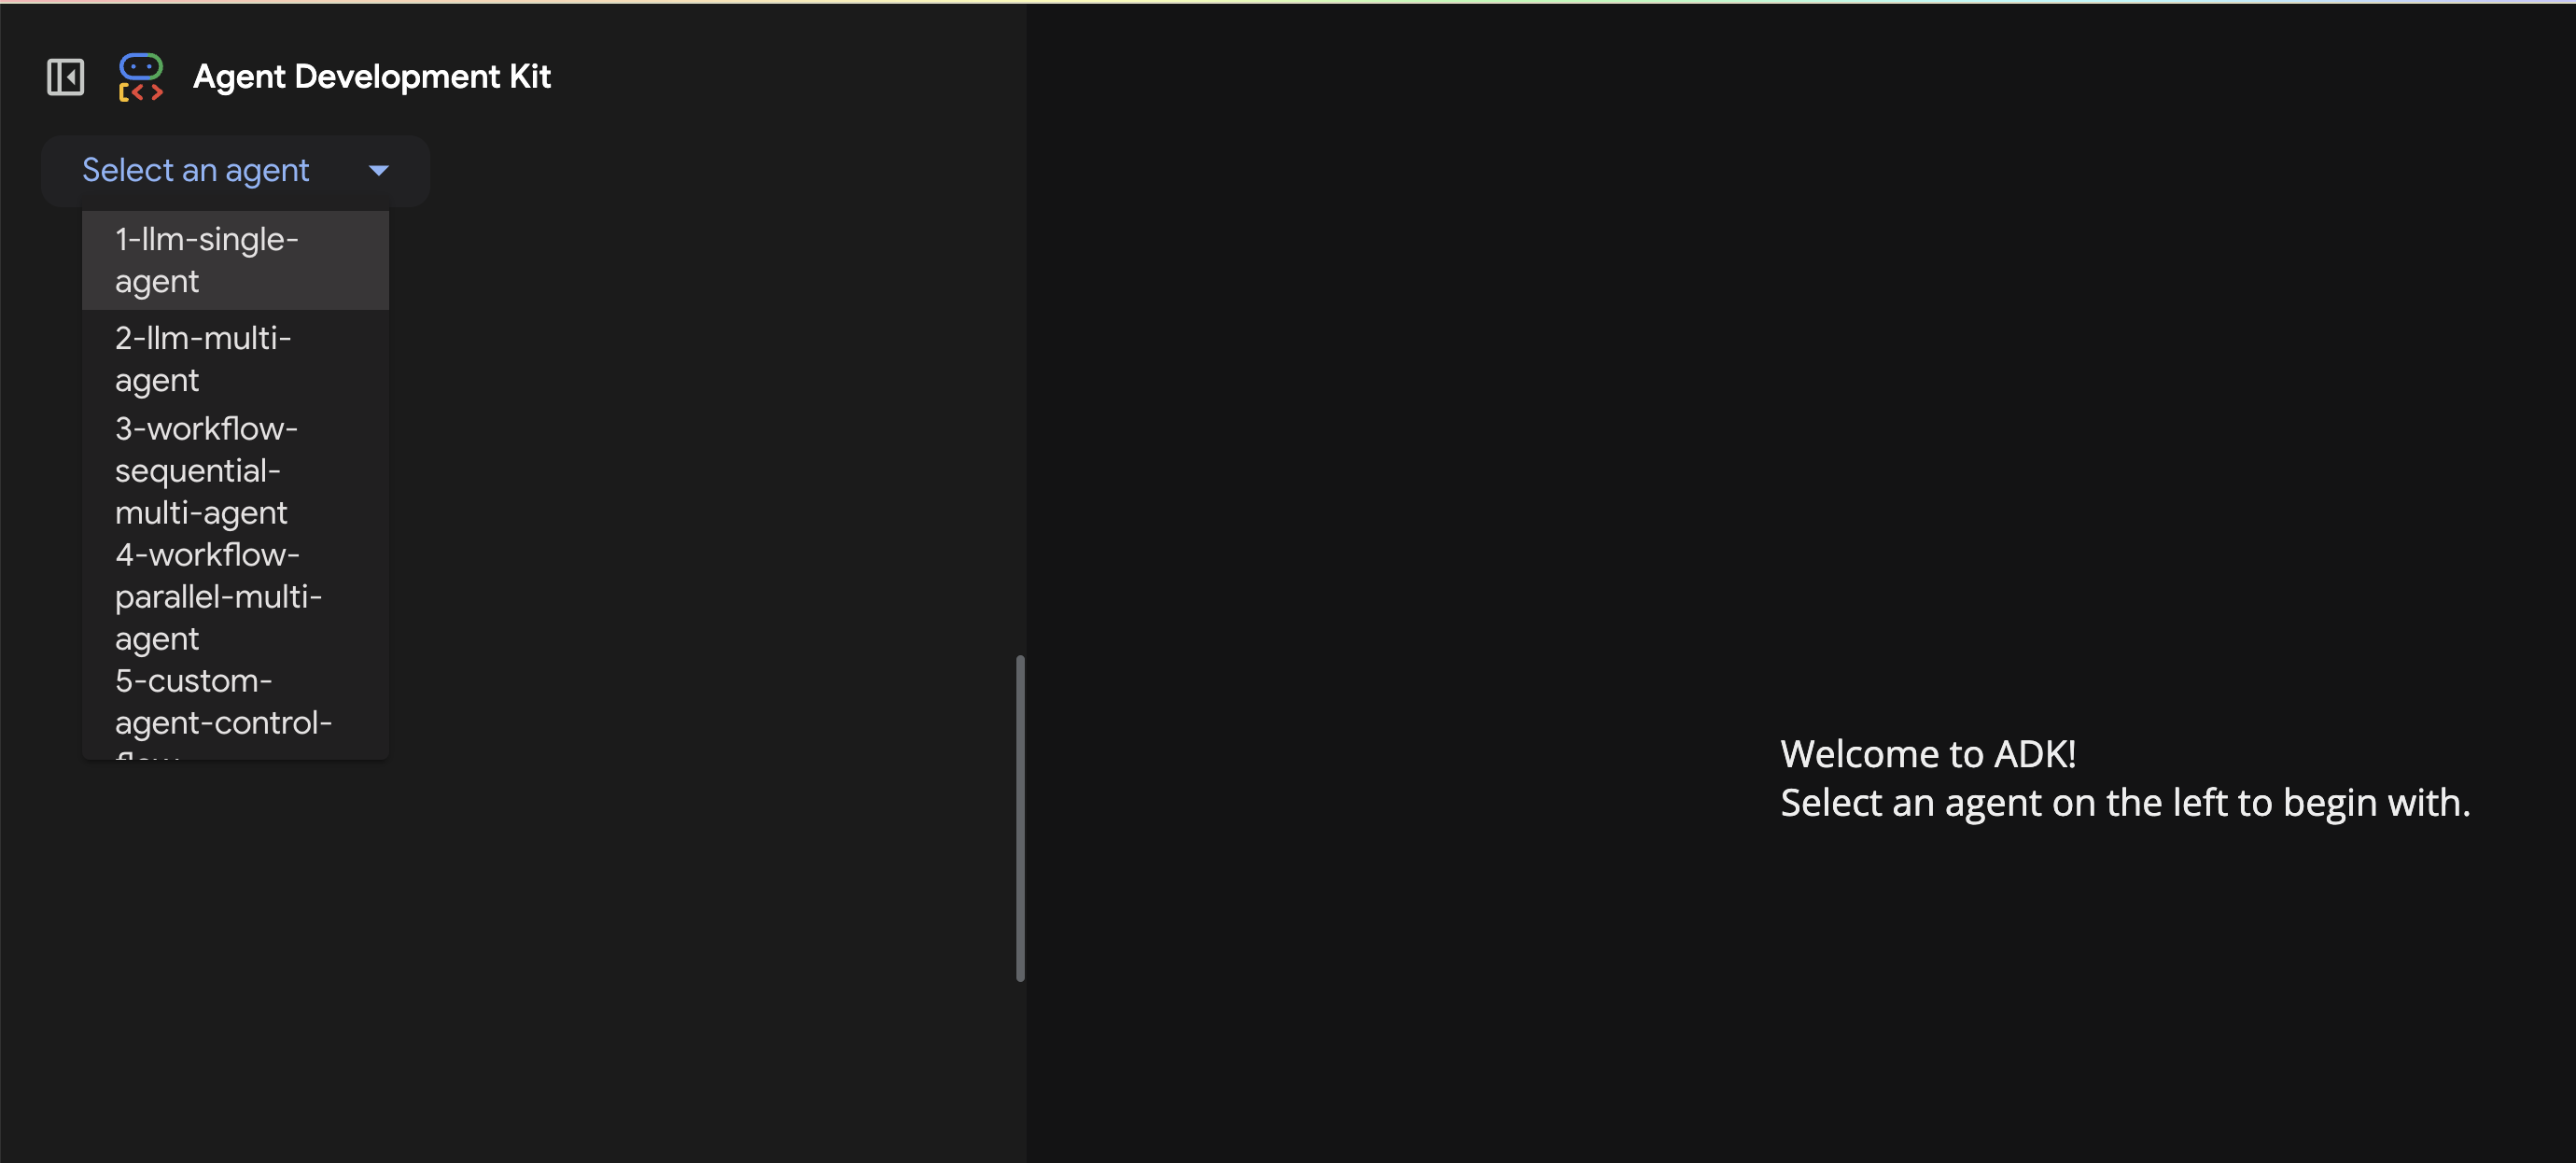 Agent Development Kit
Select an agent
1-llm-single-
agent
2-llm-multi-
agent
3-workflow-
sequential-
multi-agent
4-workflow-
parallel-multi-
agent
5-custom-
agent-control-
flow
Welcome to ADK!
Select an agent on the left to begin with.